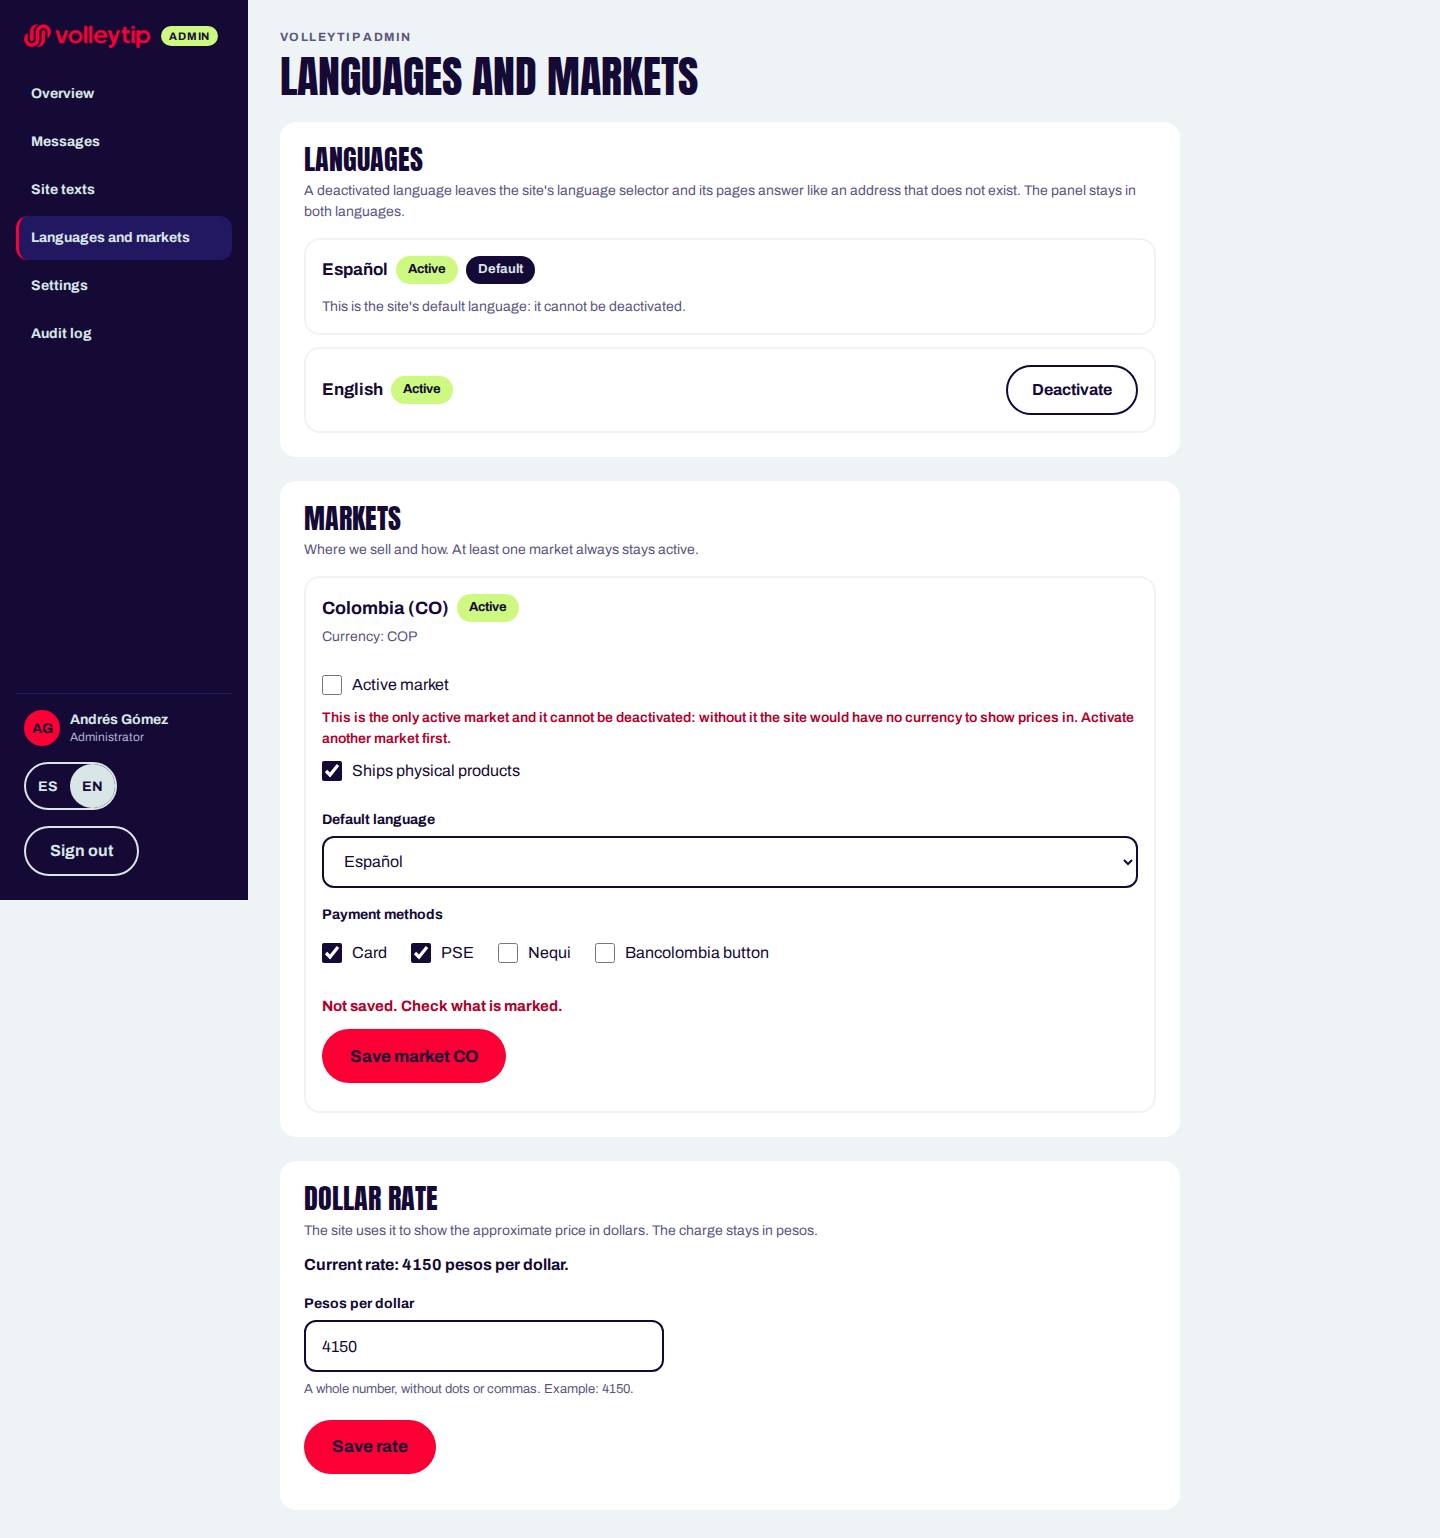 volleytip ADMIN
Overview
Messages
Site texts
Languages and markets
Settings
Audit log
AG
Andrés Gómez
Administrator
ES EN
Sign out
VOLLEYTIP ADMIN
LANGUAGES AND MARKETS
LANGUAGES
A deactivated language leaves the site's language selector and its pages answer like an address that does not exist. The panel stays in
both languages.
Español Active Default
This is the site's default language: it cannot be deactivated.
English Active Deactivate
MARKETS
Where we sell and how. At least one market always stays active.
Colombia (CO) Active
Currency: COP
Active market
This is the only active market and it cannot be deactivated: without it the site would have no currency to show prices in. Activate
another market first.
Ships physical products
Default language
Español
Payment methods
Card PSE Nequi Bancolombia button
Not saved. Check what is marked.
Save market CO
DOLLAR RATE
The site uses it to show the approximate price in dollars. The charge stays in pesos.
Current rate: 4150 pesos per dollar.
Pesos per dollar
4150
A whole number, without dots or commas. Example: 4150.
Save rate